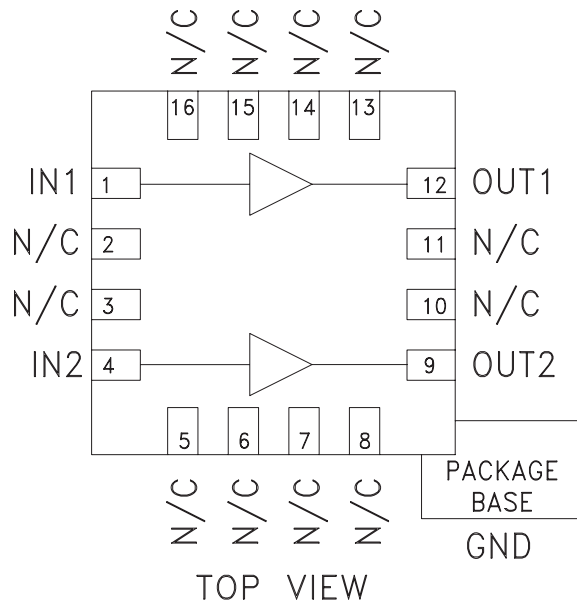 N/C N/C N/C N/C
16 15 14 13
IN1 1 12 OUT1
N/C 2 11 N/C
N/C 3 10 N/C
IN2 4 9 OUT2
5 6 7 8
N/C N/C N/C N/C
PACKAGE
BASE
GND
TOP VIEW